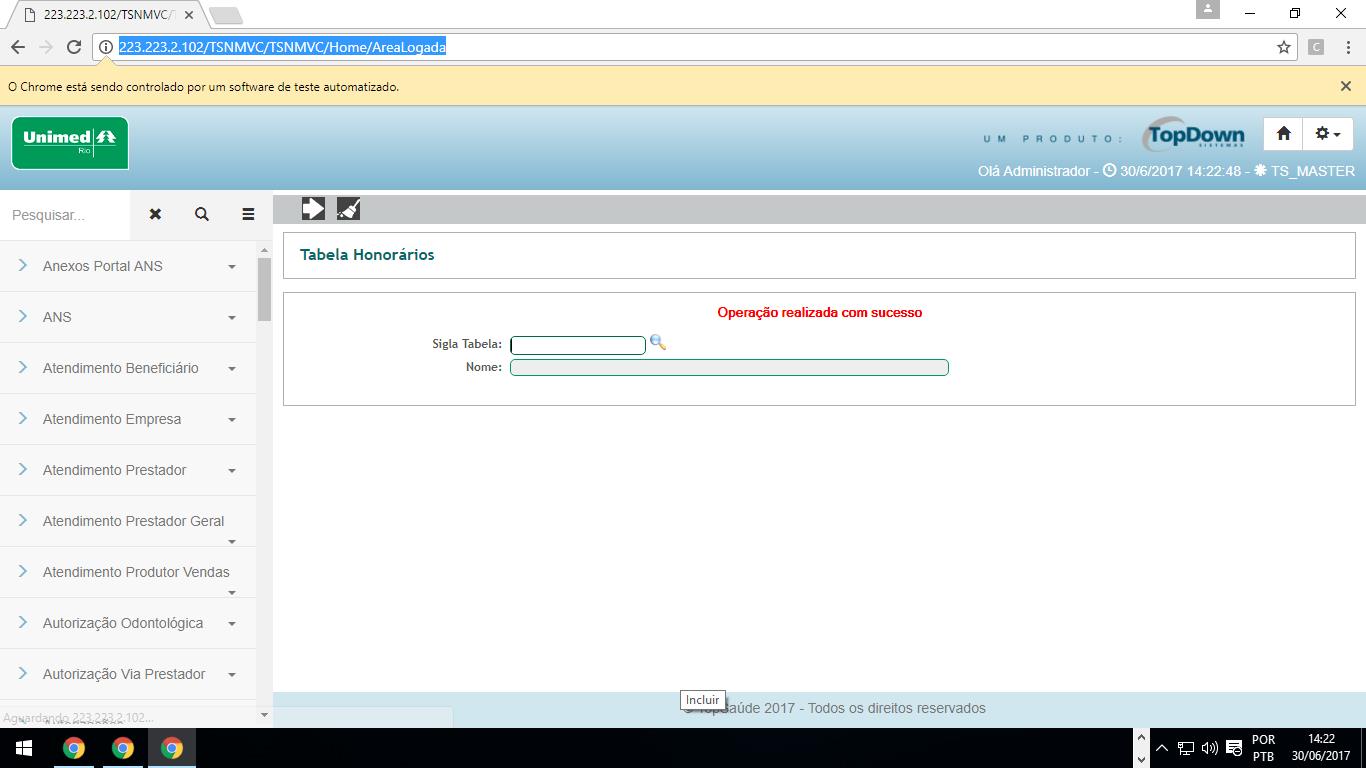 223.223.2.102/TSNMVC/T
223.223.2.102/TSNMVC/TSNMVC/Home/AreaLogada
C
O Chrome está sendo controlado por um software de teste automatizado.
Unimed
Rio
UM PRODUTO:
TopDown
SISTEMAS
Olá Administrador - 30/6/2017 14:22:48 - TS_MASTER
Pesquisar...
Tabela Honorários
Operação realizada com sucesso
Sigla Tabela:
Nome:
Anexos Portal ANS
ANS
Atendimento Beneficiário
Atendimento Empresa
Atendimento Prestador
Atendimento Prestador Geral
Atendimento Produtor Vendas
Autorização Odontológica
Autorização Via Prestador
Autorizações
Aguardando 223.223.2.102...
Incluir
© TopSaúde 2017 - Todos os direitos reservados
POR
PTB
14:22
30/06/2017